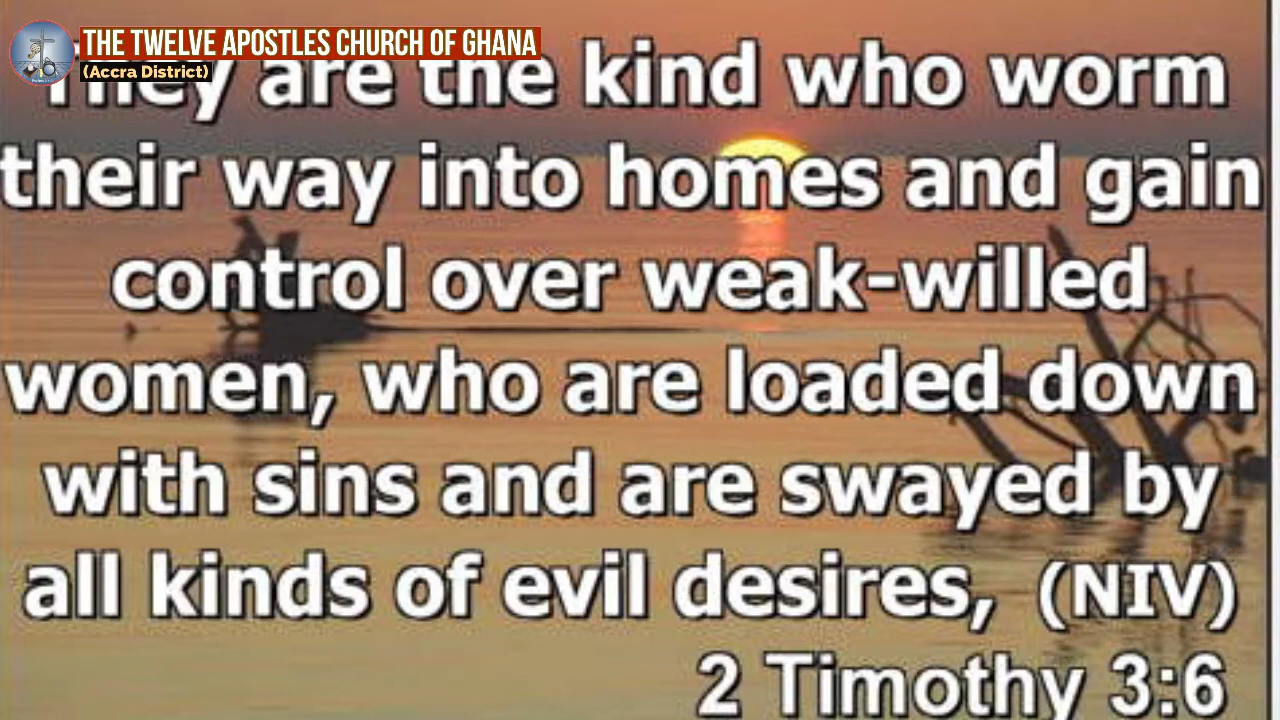 THE TWELVE APOSTLES CHURCH OF GHANA
(Accra District)
They are the kind who worm
their way into homes and gain
control over weak-willed
women, who are loaded down
with sins and are swayed by
all kinds of evil desires, (NIV)
2 Timothy 3:6